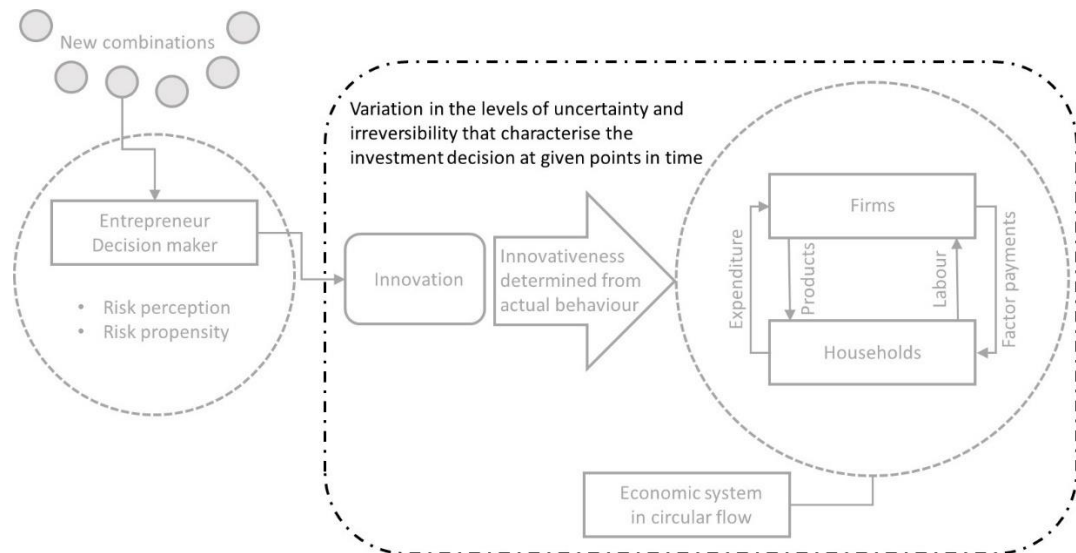 New combinations
Variation in the levels of uncertainty and
irreversibility that characterise the
investment decision at given points in time
Entrepreneur
Decision maker
• Risk perception
• Risk propensity
Innovation
Innovativeness
determined from
actual behaviour
Firms
Expenditure
Products
Labour
Factor payments
Households
Economic system
in circular flow